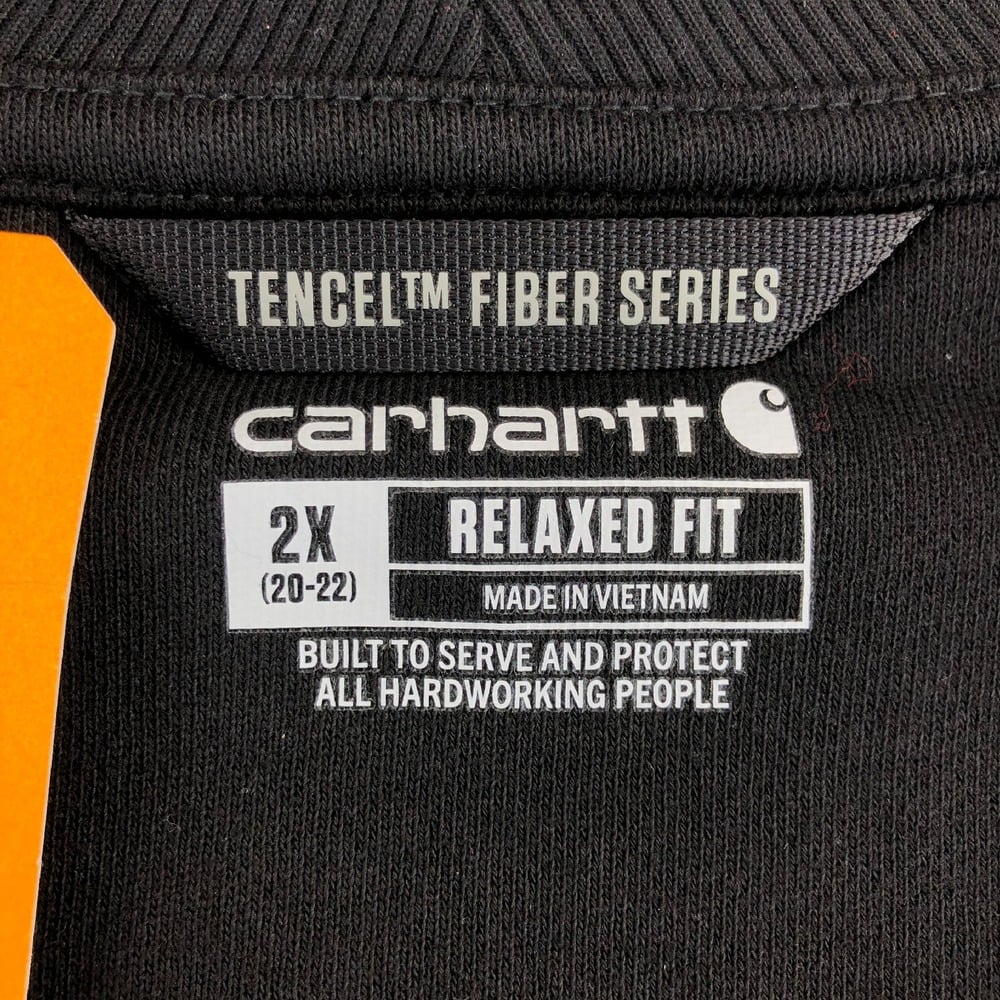 TENCEL™ FIBER SERIES
carhartt
2X
(20-22)
RELAXED FIT
MADE IN VIETNAM
BUILT TO SERVE AND PROTECT
ALL HARDWORKING PEOPLE